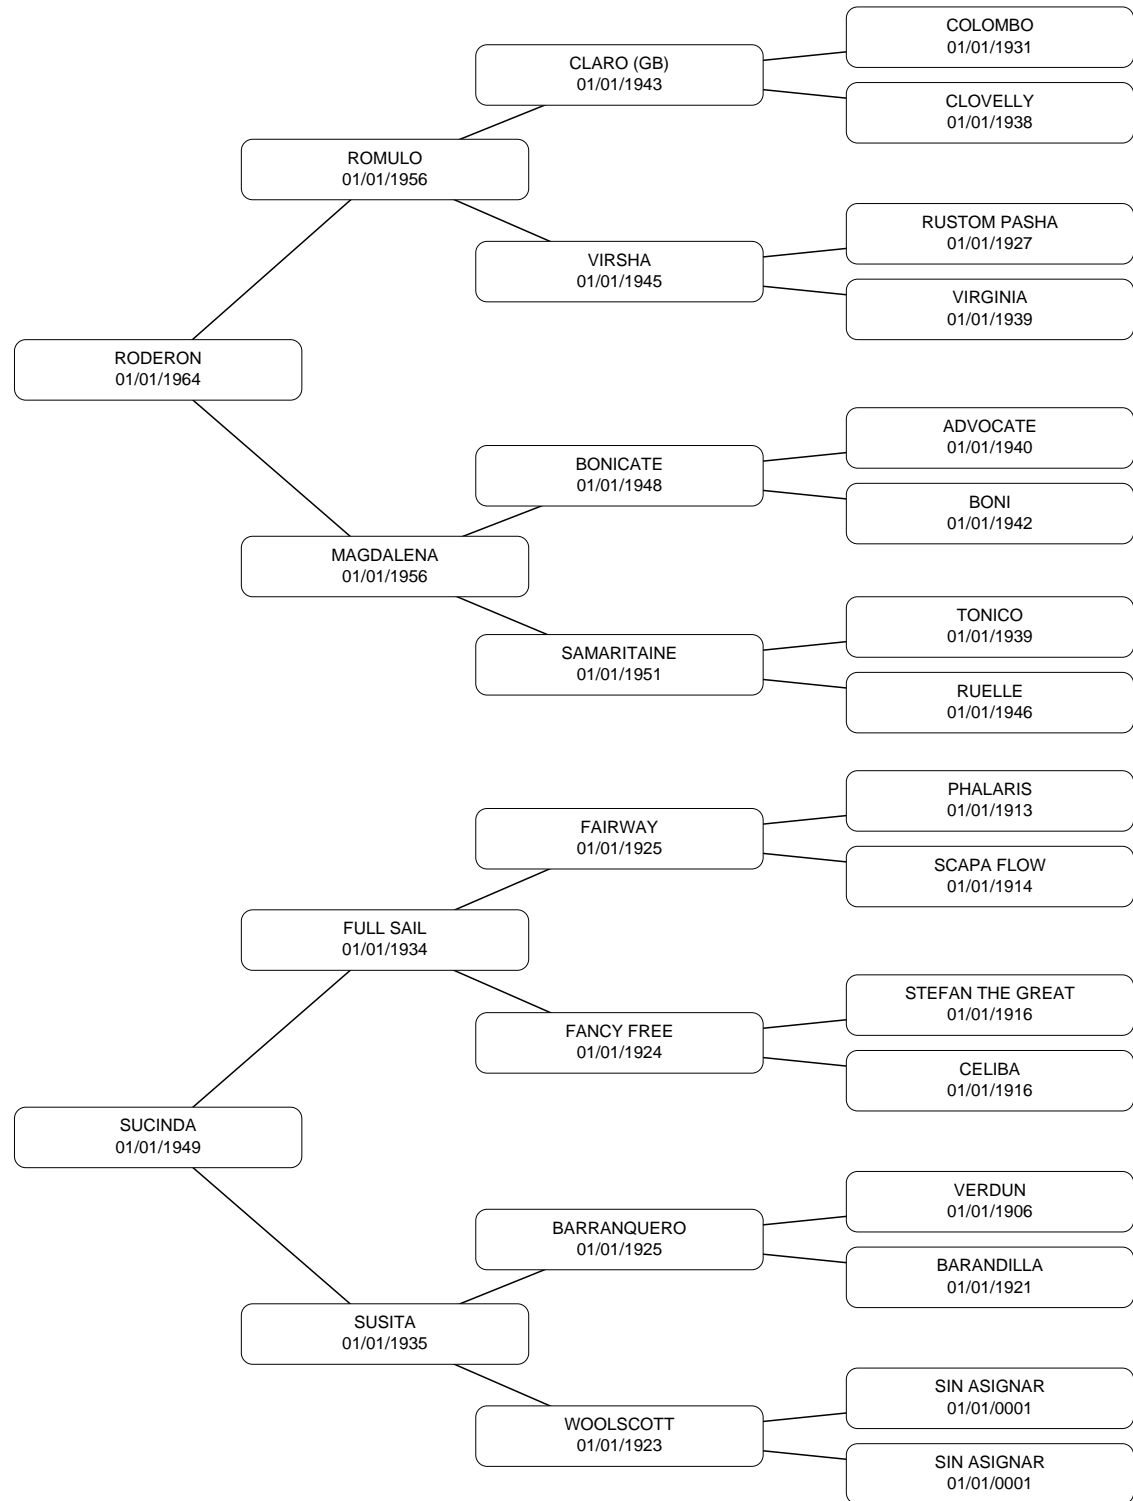 COLOMBO
01/01/1931
CLARO (GB)
01/01/1943
CLOVELLY
01/01/1938
ROMULO
01/01/1956
RUSTOM PASHA
01/01/1927
VIRSHA
01/01/1945
VIRGINIA
01/01/1939
RODERON
01/01/1964
ADVOCATE
01/01/1940
BONICATE
01/01/1948
BONI
01/01/1942
MAGDALENA
01/01/1956
TONICO
01/01/1939
SAMARITAINE
01/01/1951
RUELLE
01/01/1946
PHALARIS
01/01/1913
FAIRWAY
01/01/1925
SCAPA FLOW
01/01/1914
FULL SAIL
01/01/1934
STEFAN THE GREAT
01/01/1916
FANCY FREE
01/01/1924
CELIBA
01/01/1916
SUCINDA
01/01/1949
VERDUN
01/01/1906
BARRANQUERO
01/01/1925
BARANDILLA
01/01/1921
SUSITA
01/01/1935
SIN ASIGNAR
01/01/0001
WOOLSCOTT
01/01/1923
SIN ASIGNAR
01/01/0001